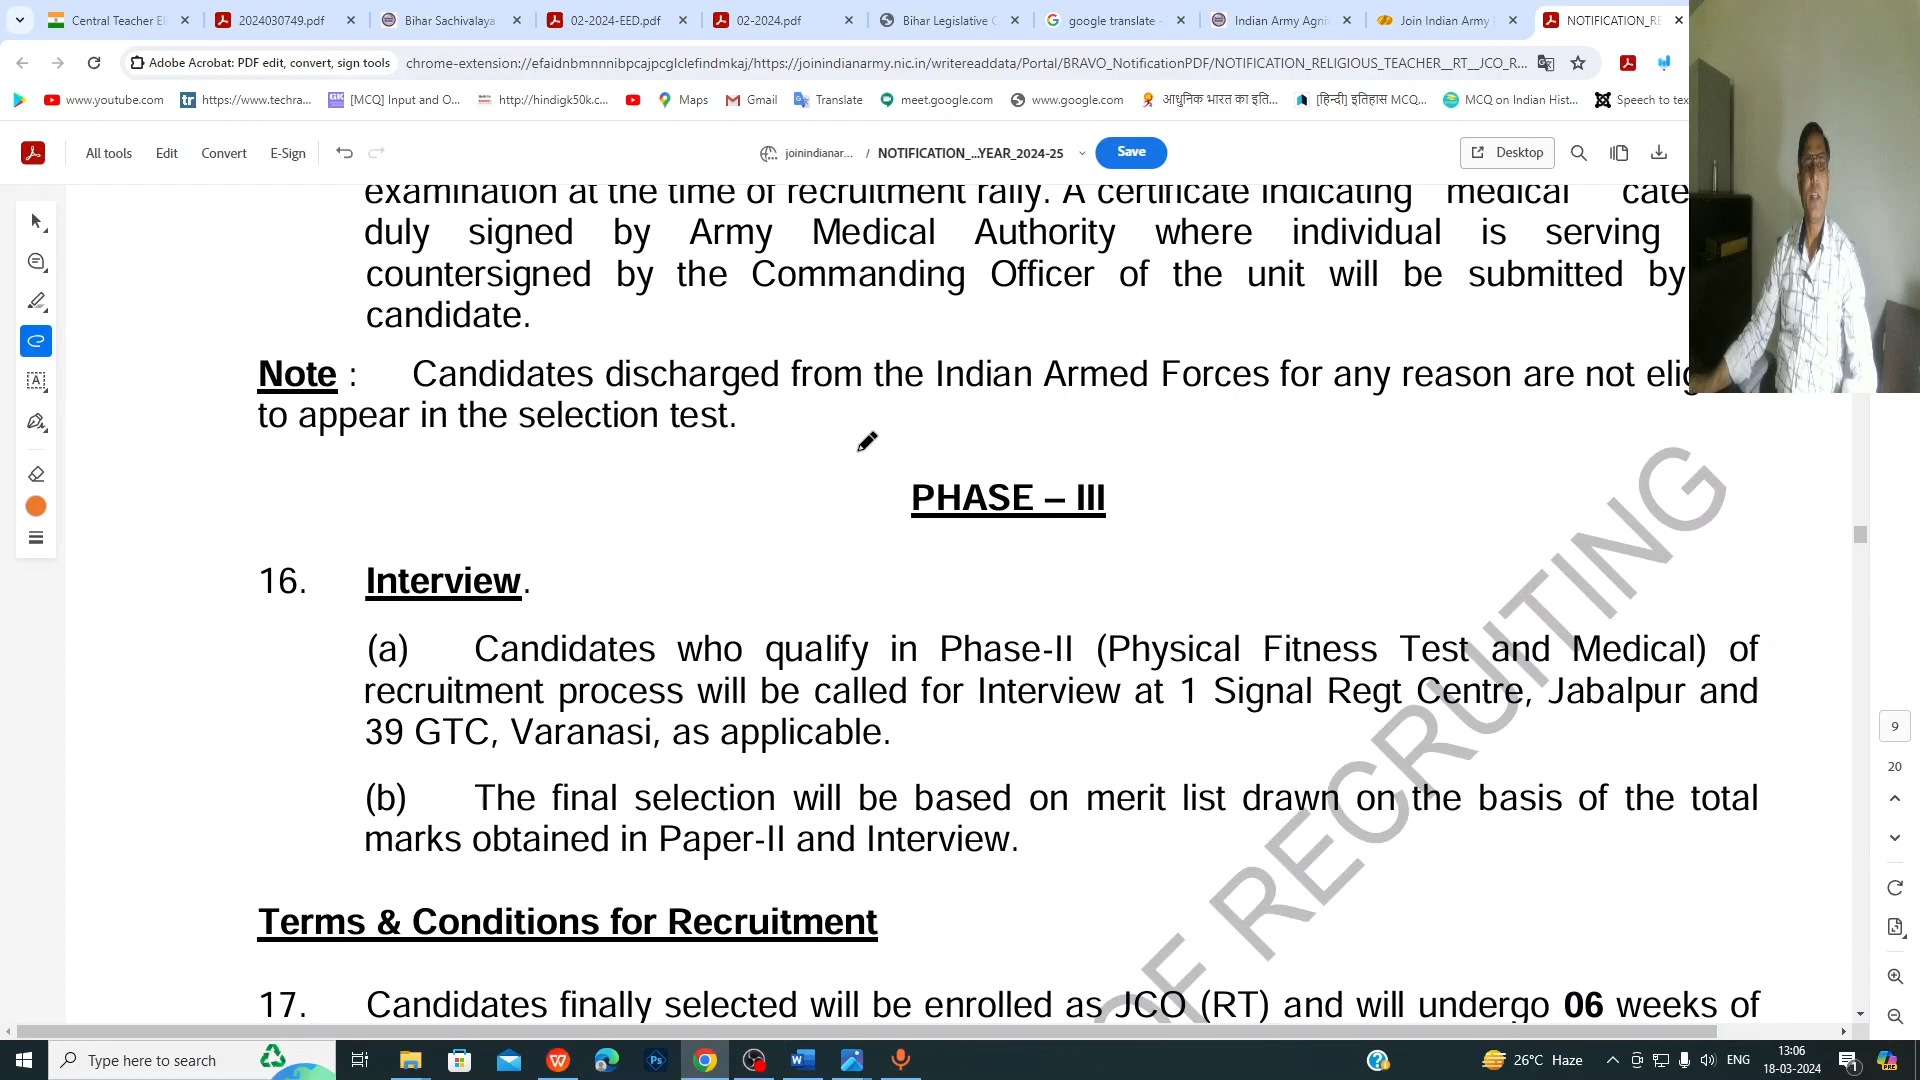 Central Teacher El
2024030749.pdf
Bihar Sachivalaya
02-2024-EED.pdf
02-2024.pdf
Bihar Legislative C
google translate -
Indian Army Agni
Join Indian Army
NOTIFICATION_RE
Adobe Acrobat: PDF edit, convert, sign tools
chrome-extension://efaidnbmnnnibpcajpcglclefindmkaj/https://joinindianarmy.nic.in/writereaddata/Portal/BRAVO_NotificationPDF/NOTIFICATION_RELIGIOUS_TEACHER__RT__JCO_R...
www.youtube.com
https://www.techra...
[MCQ] Input and O...
http://hindigk50k.c...
Maps
Gmail
Translate
meet.google.com
www.google.com
आधुनिक भारत का इति...
[हिन्दी] इतिहास MCQ...
MCQ on Indian Hist...
Speech to tex
All tools
Edit
Convert
E-Sign
joinindianar... / NOTIFICATION_...YEAR_2024-25
Save
Desktop
examination at the time of recruitment rally. A certificate indicating medical cate
duly signed by Army Medical Authority where individual is serving
countersigned by the Commanding Officer of the unit will be submitted by
candidate.
Note : Candidates discharged from the Indian Armed Forces for any reason are not elig
to appear in the selection test.
PHASE – III
16. Interview.
(a) Candidates who qualify in Phase-II (Physical Fitness Test and Medical) of
recruitment process will be called for Interview at 1 Signal Regt Centre, Jabalpur and
39 GTC, Varanasi, as applicable.
(b) The final selection will be based on merit list drawn on the basis of the total
marks obtained in Paper-II and Interview.
Terms & Conditions for Recruitment
17. Candidates finally selected will be enrolled as JCO (RT) and will undergo 06 weeks of
OF RECRUITING
9
20
Type here to search
26°C Haze
ENG
13:06
18-03-2024